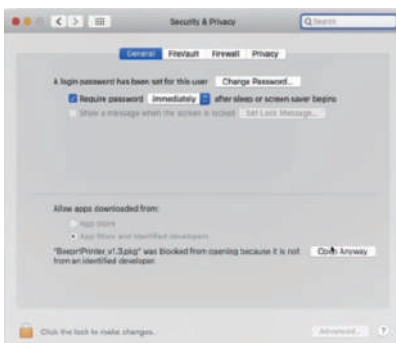 Security & Privacy
Search
General FileVault Firewall Privacy
A login password has been set for this user Change Password...
Require password immediately after sleep or screen saver begins
Show a message when the screen is locked Set Lock Message...
Allow apps downloaded from:
App Store
App Store and identified developers
"BeeprtPrinter_v1.3.pkg" was blocked from opening because it is not Open Anyway
from an identified developer.
Click the lock to make changes.
Advanced... ?